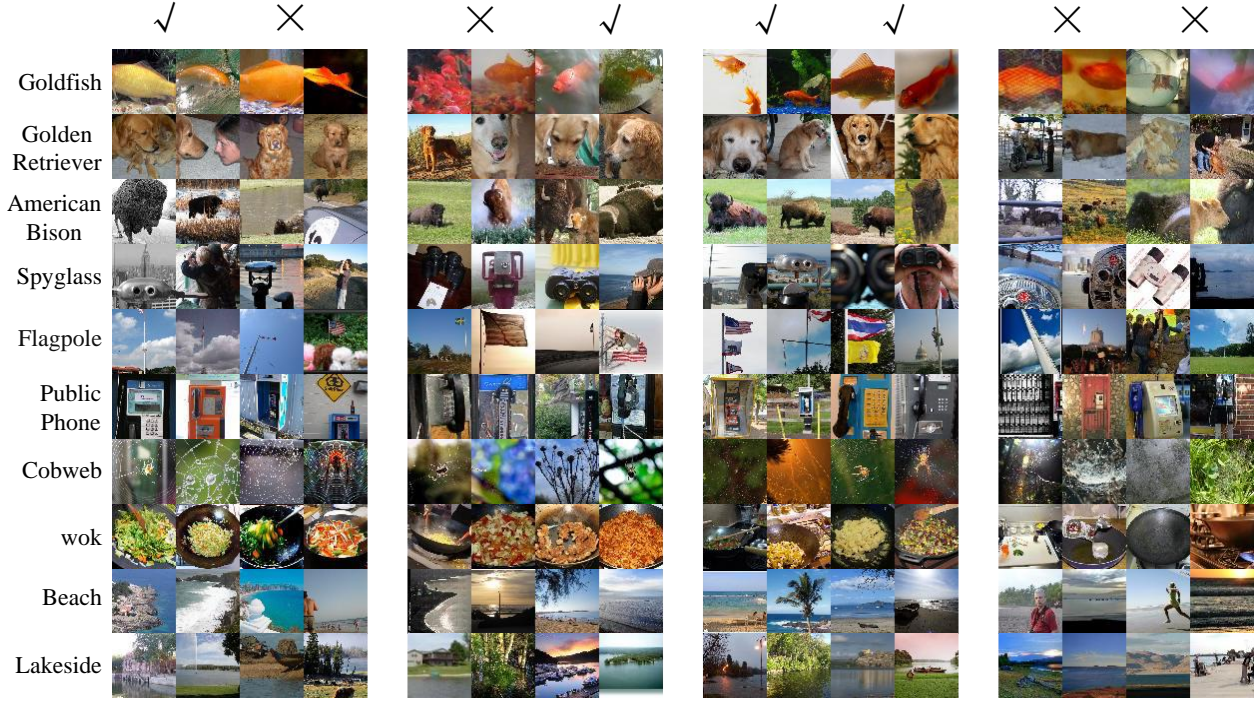 √ × × √ √ √ × ×
Goldfish
Golden
Retriever
American
Bison
Spyglass
Flagpole
Public
Phone
Cobweb
wok
Beach
Lakeside